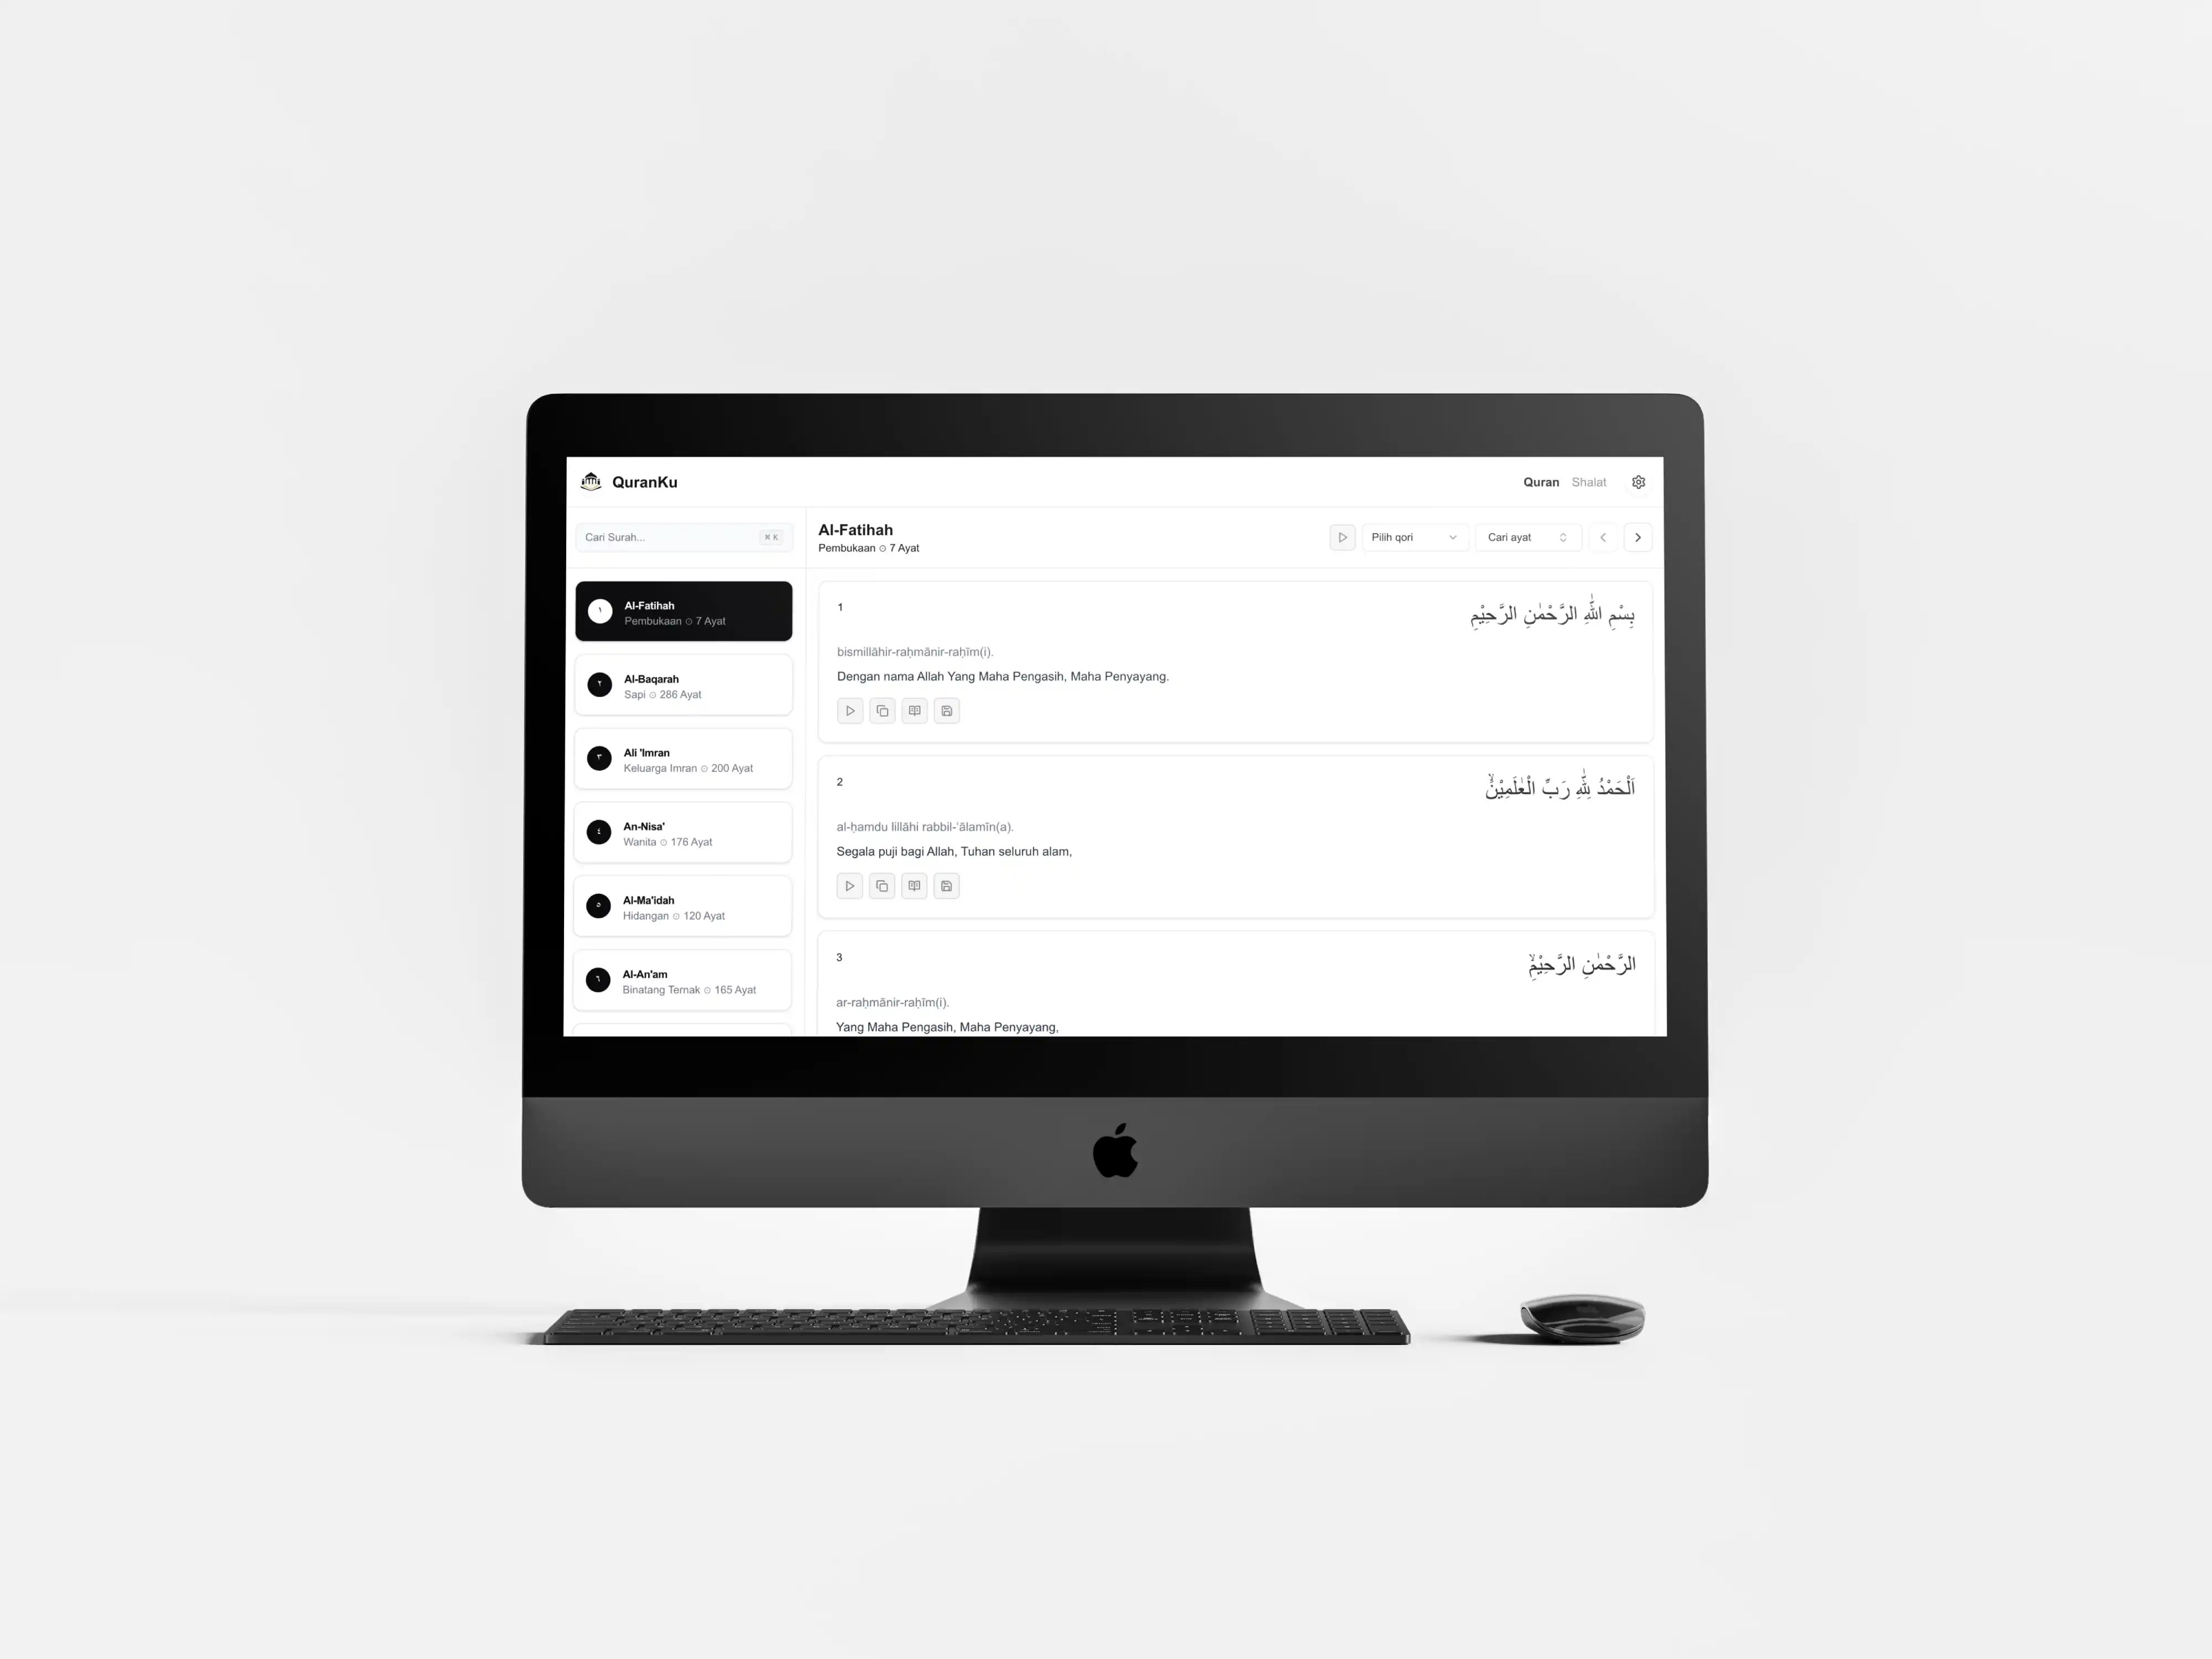 QuranKu
Quran Shalat
Cari Surah... ⌘ K
Al-Fatihah
Pembukaan ⊙ 7 Ayat
Pilih qori
Cari ayat
١
Al-Fatihah
Pembukaan ⊙ 7 Ayat
٢
Al-Baqarah
Sapi ⊙ 286 Ayat
٣
Ali 'Imran
Keluarga Imran ⊙ 200 Ayat
٤
An-Nisa'
Wanita ⊙ 176 Ayat
٥
Al-Ma'idah
Hidangan ⊙ 120 Ayat
٦
Al-An'am
Binatang Ternak ⊙ 165 Ayat
1
بِسْمِ اللّٰهِ الرَّحْمٰنِ الرَّحِيْمِ
bismillāhir-raḥmānir-raḥīm(i).
Dengan nama Allah Yang Maha Pengasih, Maha Penyayang.
2
اَلْحَمْدُ لِلّٰهِ رَبِّ الْعٰلَمِيْنَۙ
al-ḥamdu lillāhi rabbil-‘ālamīn(a).
Segala puji bagi Allah, Tuhan seluruh alam,
3
الرَّحْمٰنِ الرَّحِيْمِۙ
ar-raḥmānir-raḥīm(i).
Yang Maha Pengasih, Maha Penyayang,